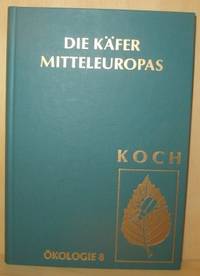 DIE KÄFER
MITTELEUROPAS
KOCH
ÖKOLOGIE 8